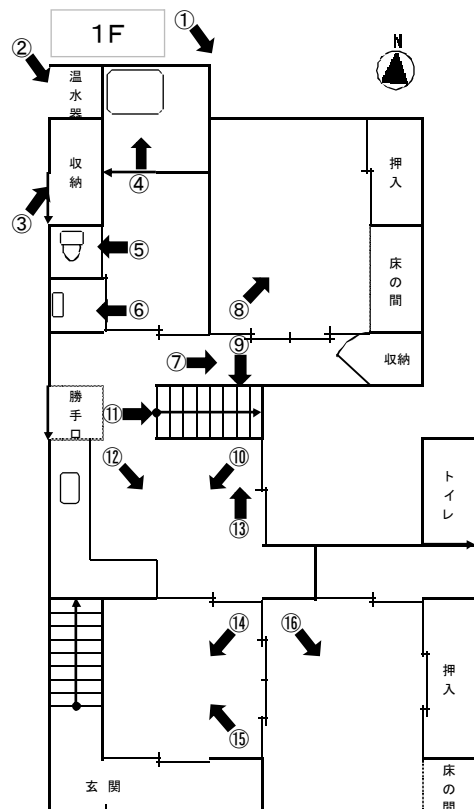 1F
①
②
N
温水器
収納
押入
③
④
⑤
床の間
⑧
⑥
⑨
⑦
収納
勝手口
⑪
⑫
⑩
トイレ
⑬
⑭
⑯
押入
⑮
玄関
床の間